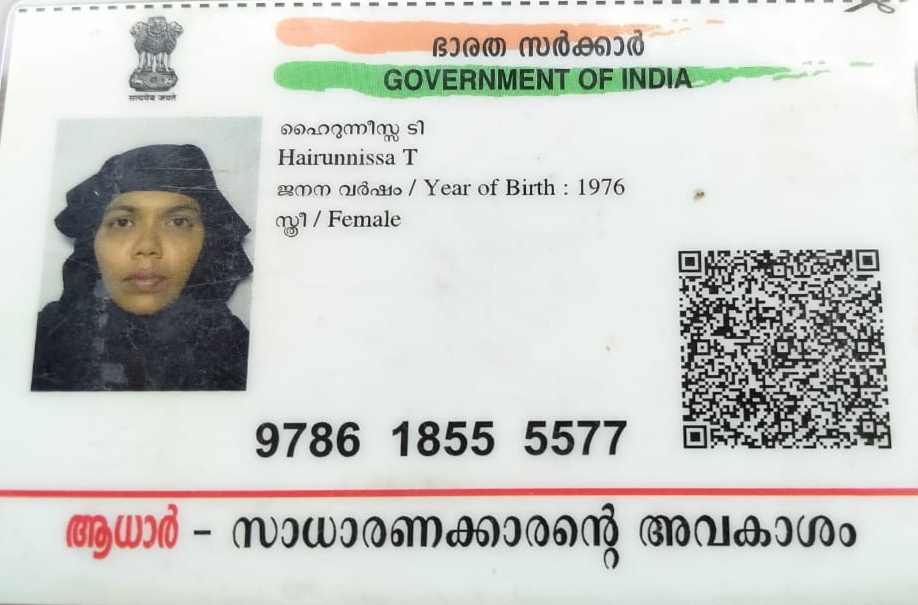 ഭാരത സർക്കാർ
GOVERNMENT OF INDIA
सत्यमेव जयते
ഹൈറുന്നീസ്സ ടി
Hairunnissa T
ജനന വർഷം / Year of Birth : 1976
സ്ത്രീ / Female
9786 1855 5577
ആധാർ - സാധാരണക്കാരന്റെ അവകാശം